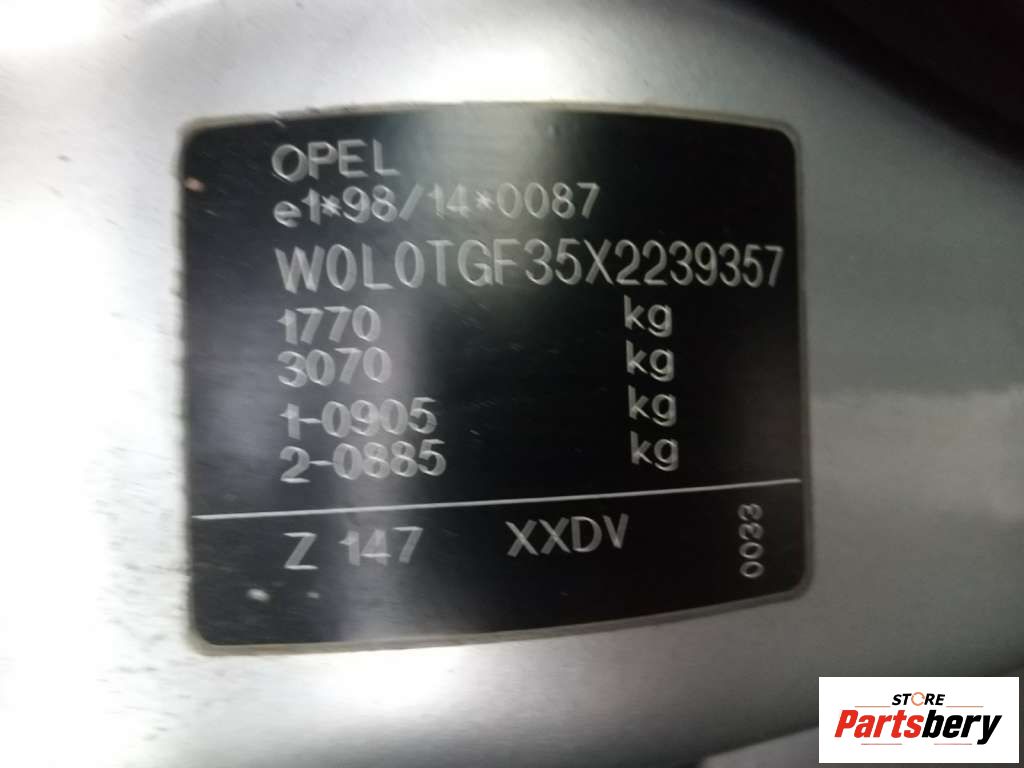 OPEL
e1*98/14*0087
W0L0TGF35X2239357
1770 kg
3070 kg
1-0905 kg
2-0885 kg
Z 147 XXDV 0033
STORE
Partsbery